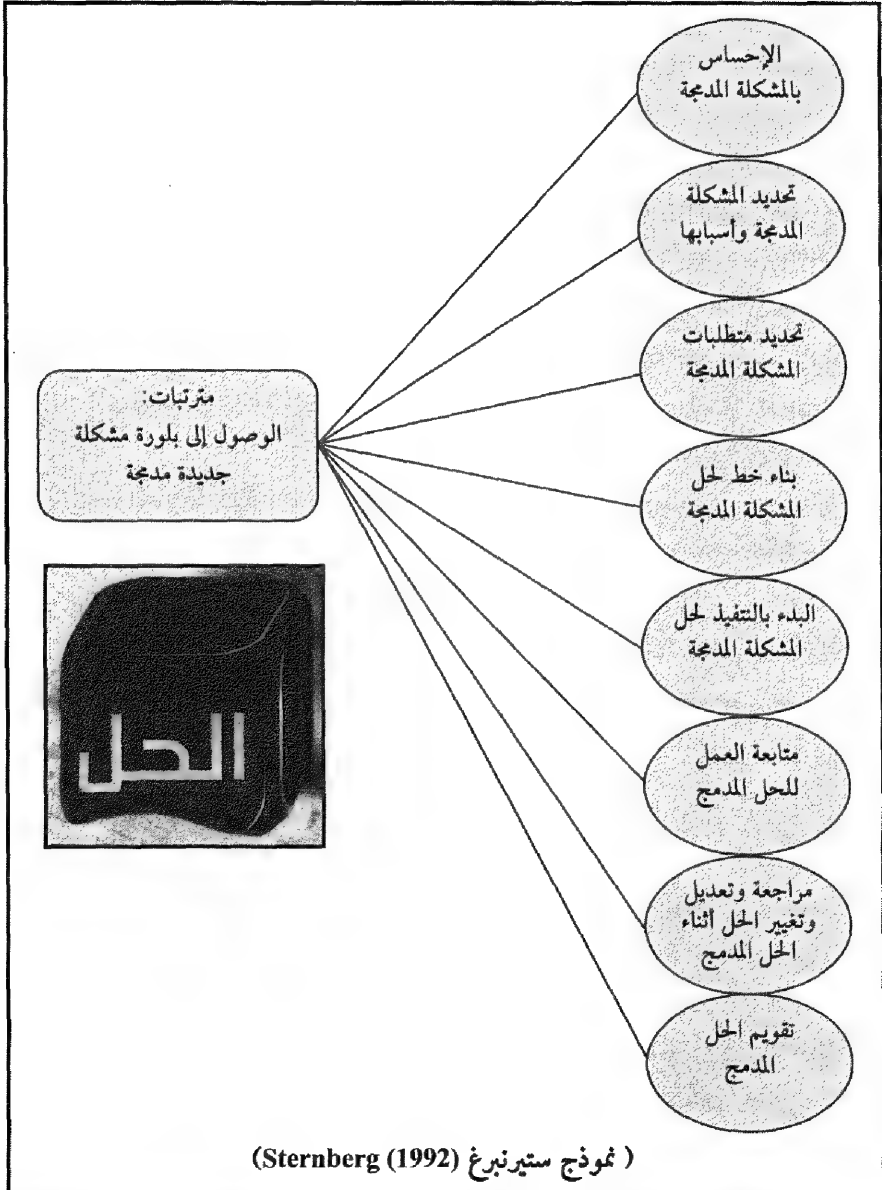 الإحساس
بالمشكلة المدمجة
تحديد المشكلة
المدمجة وأسبابها
تحديد متطلبات
المشكلة المدمجة
بناء خط لحل
المشكلة المدمجة
البدء بالتنفيذ لحل
المشكلة المدمجة
متابعة العمل
للحل المدمج
مراجعة وتعديل
وتغيير الحل أثناء
الحل المدمج
تقويم الحل
المدمج
مترتبات:
الوصول إلى بلورة مشكلة
جديدة مدمجة
الحل
( نموذج ستيرنبرغ Sternberg (1992))